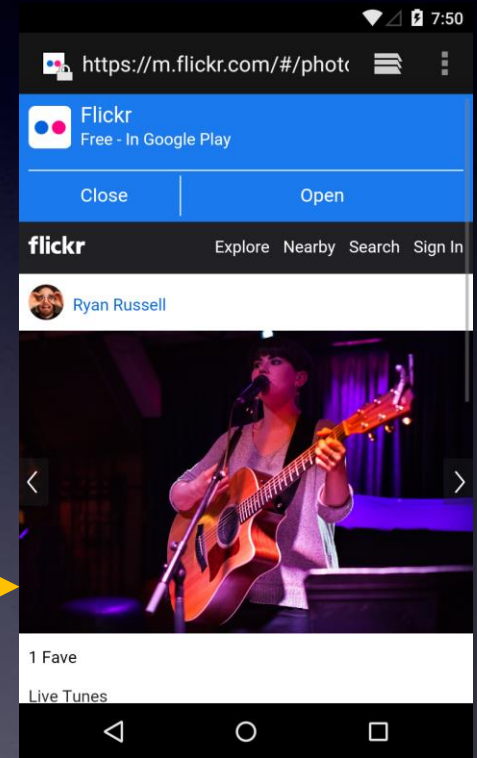 7:50
https://m.flickr.com/#/phot
Flickr
Free - In Google Play
Close Open
flickr Explore Nearby Search Sign In
Ryan Russell
1 Fave
Live Tunes